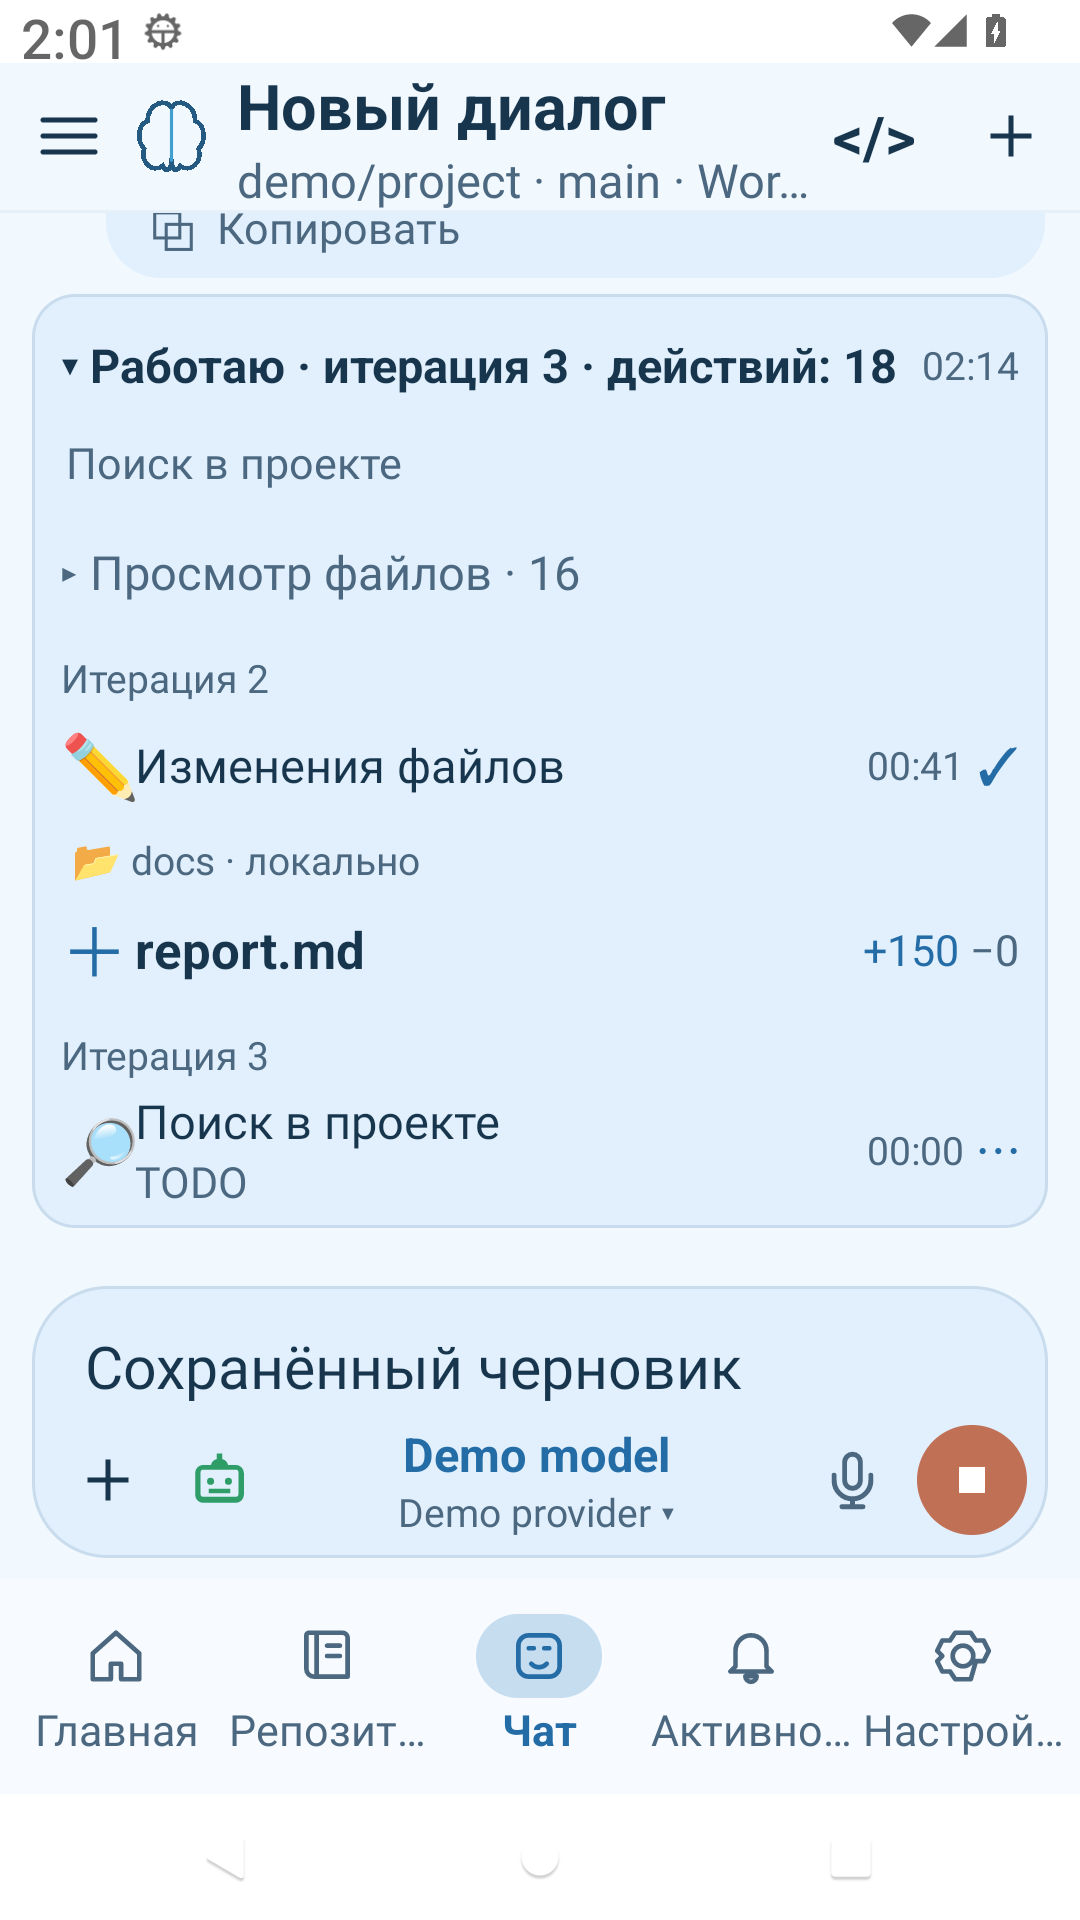 2:01
Новый диалог
demo/project · main · Wor...
</>
Копировать
Работаю · итерация 3 · действий: 18 02:14
Поиск в проекте
Просмотр файлов · 16
Итерация 2
Изменения файлов 00:41
docs · локально
report.md +150 −0
Итерация 3
Поиск в проекте
TODO
00:00 ...
Сохранённый черновик
Demo model
Demo provider
Главная Репозит... Чат Активно... Настрой...